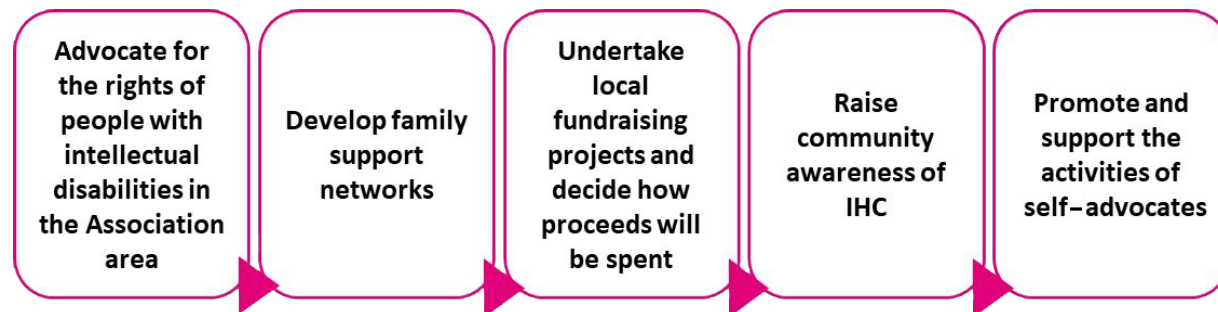 Advocate for
the rights of
people with
intellectual
disabilities in
the Association
area
Develop family
support
networks
Undertake
local
fundraising
projects and
decide how
proceeds will
be spent
Raise
community
awareness of
IHC
Promote and
support the
activities of
self–advocates